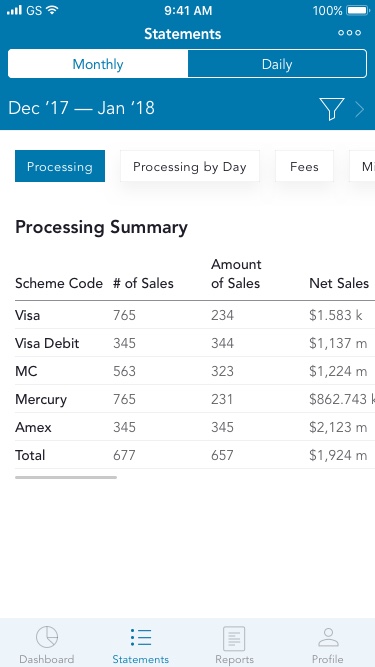 GS 9:41 AM 100%
Statements
Monthly Daily
Dec ‘17 — Jan ‘18
Processing Processing by Day Fees Mi
Processing Summary
Scheme Code # of Sales Amount of Sales Net Sales
Visa 765 234 $1.583 k
Visa Debit 345 344 $1,137 m
MC 563 323 $1,224 m
Mercury 765 231 $862.743 k
Amex 345 345 $2,123 m
Total 677 657 $1,924 m
Dashboard Statements Reports Profile